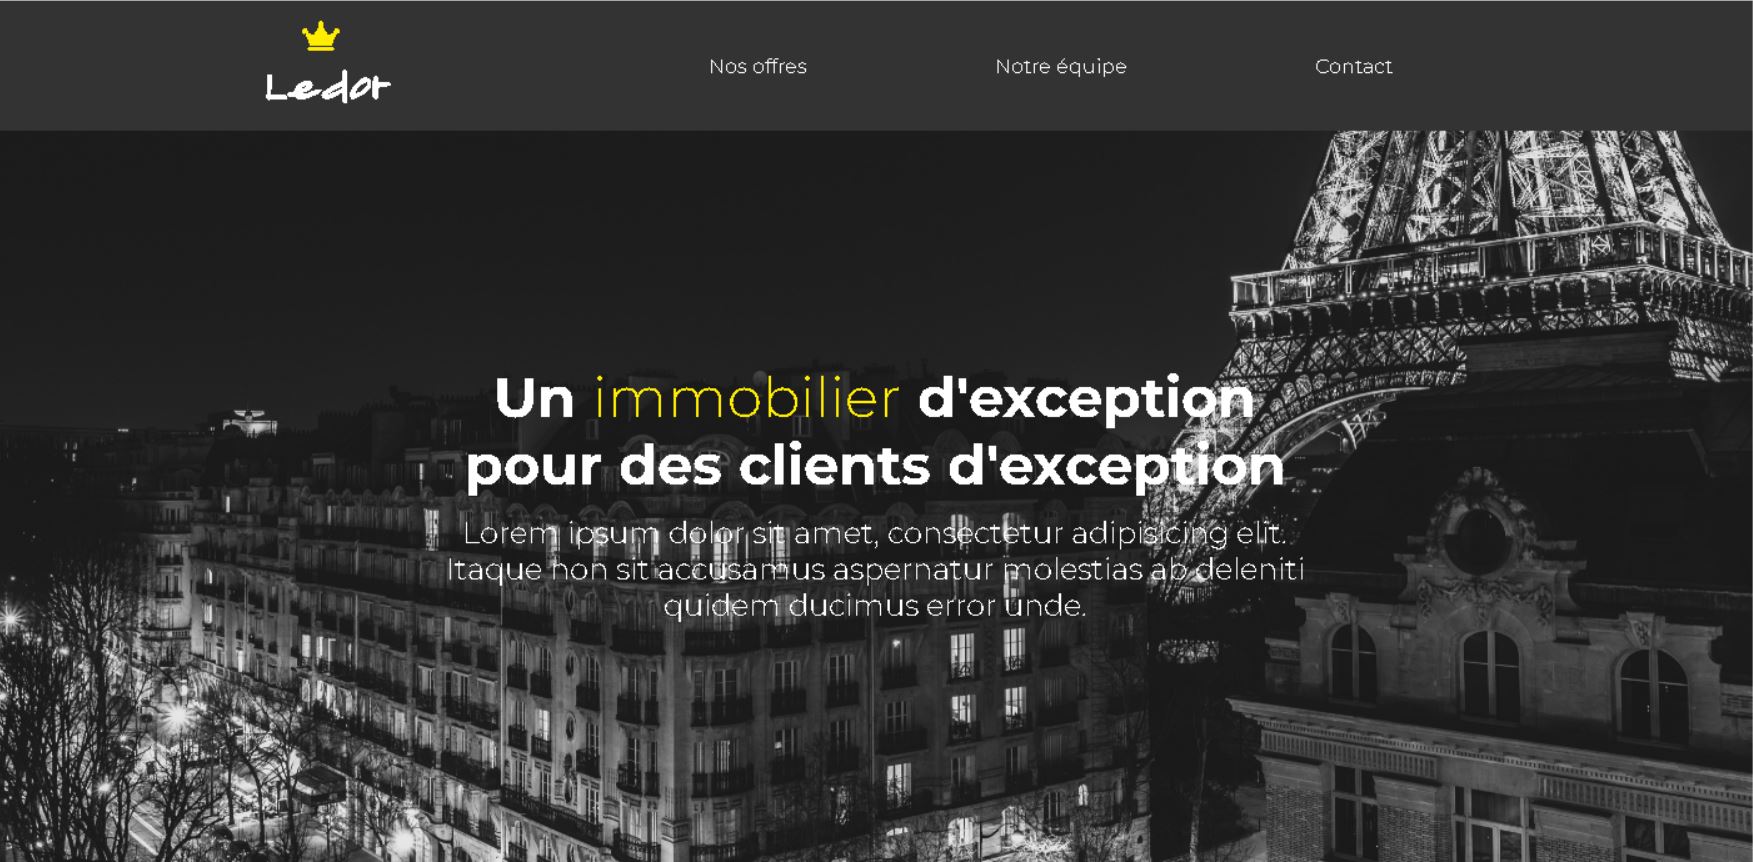 Ledor
Nos offres
Notre équipe
Contact
Un immobilier d'exception
pour des clients d'exception
Lorem ipsum dolor sit amet, consectetur adipisicing elit.
Itaque non sit accusamus aspernatur molestias ab deleniti
quidem ducimus error unde.